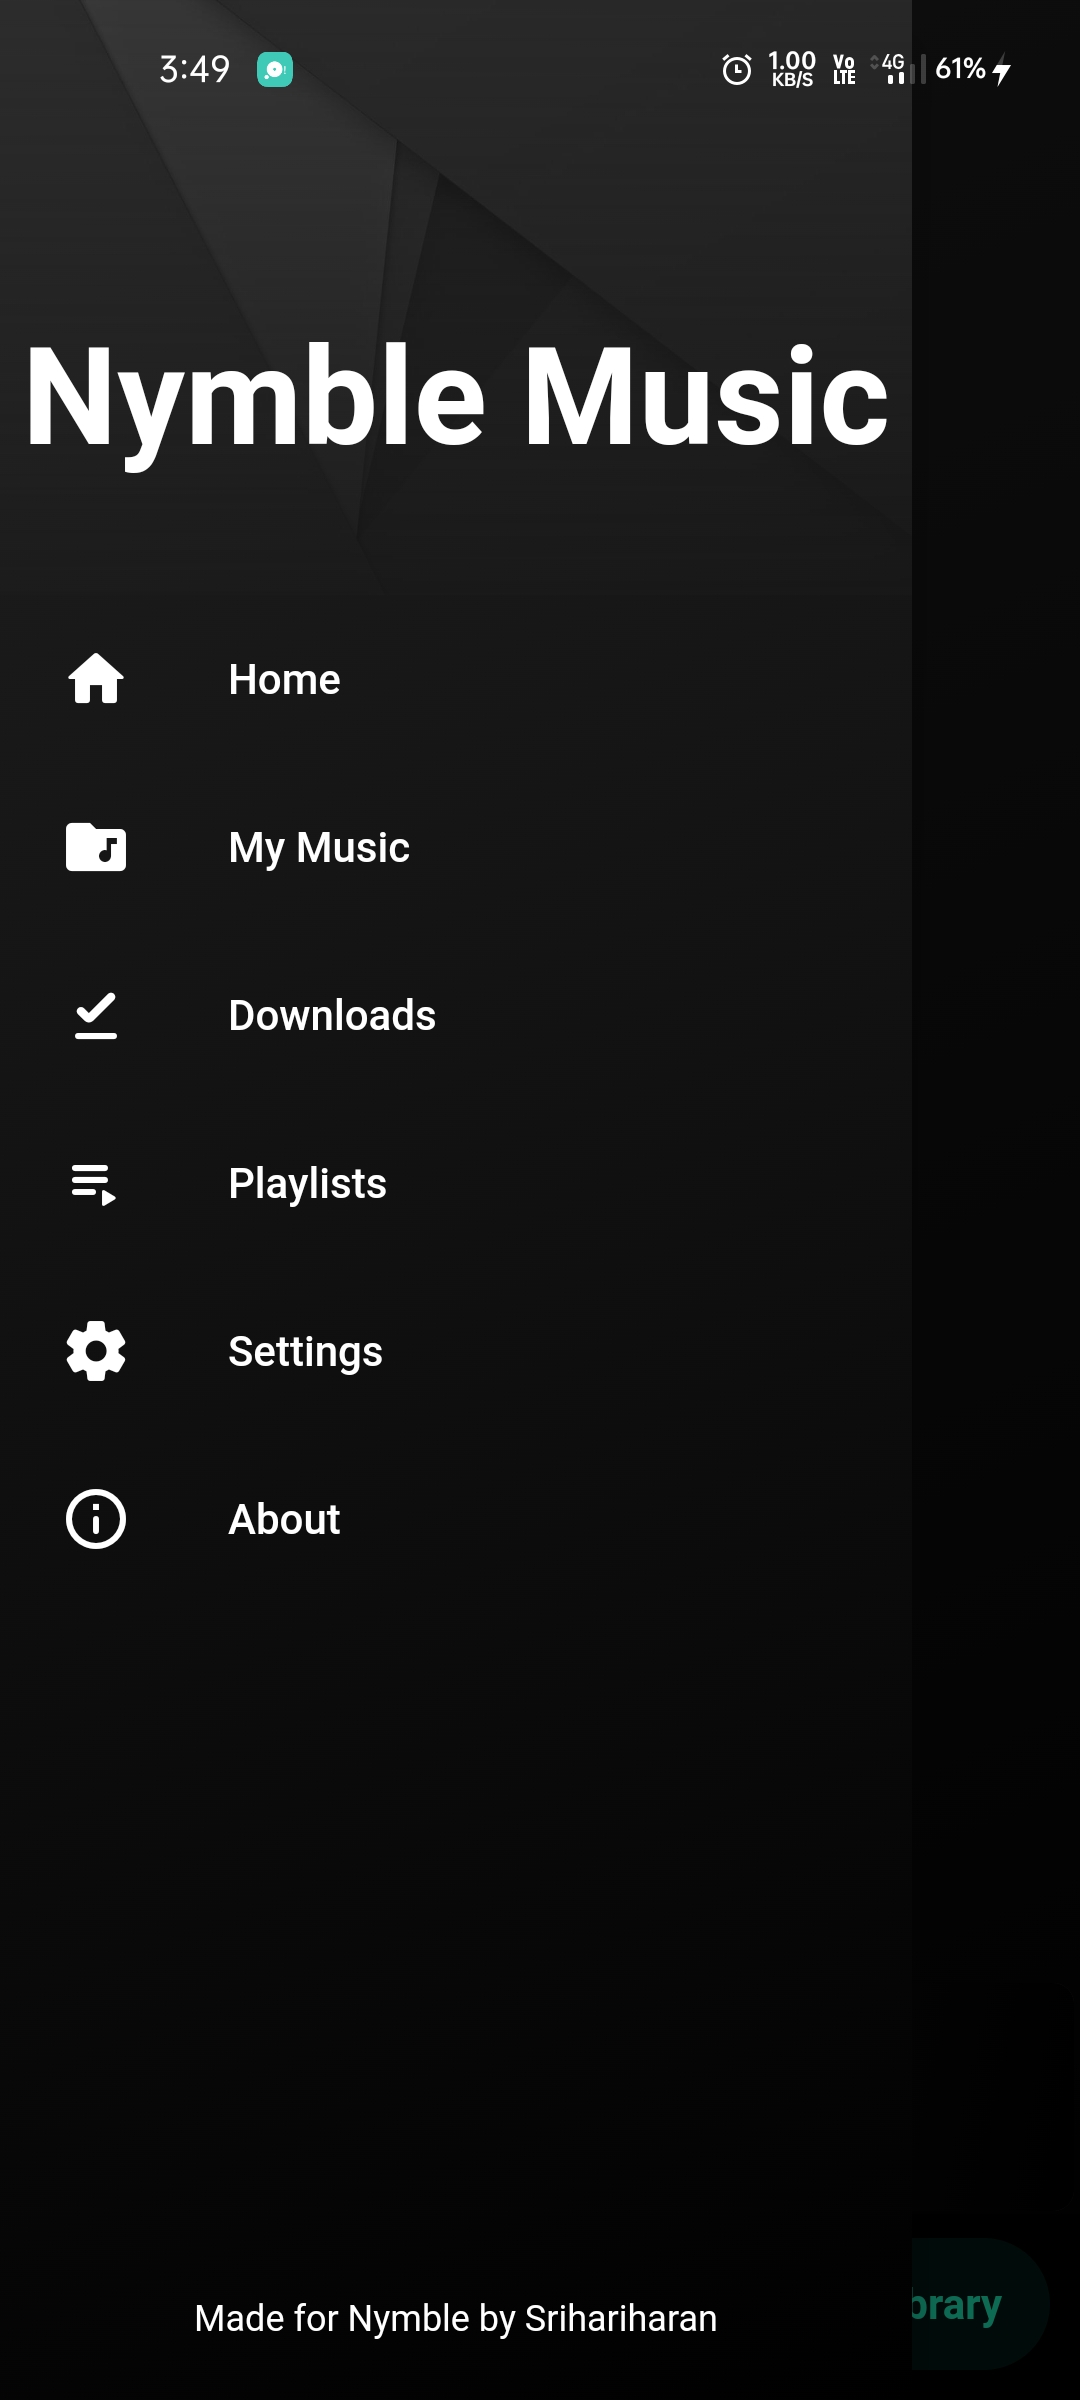 3:49
1.00 KB/S Vo LTE 4G 61%
Nymble Music
Home
My Music
Downloads
Playlists
Settings
About
brary
Made for Nymble by Srihariharan